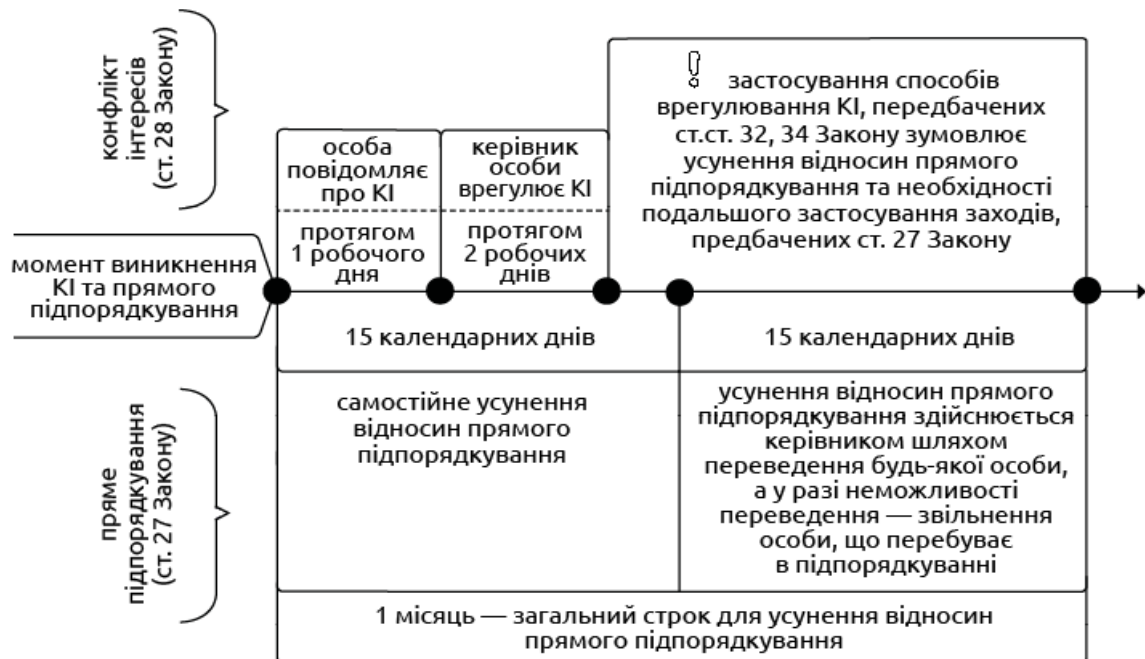 конфлікт
інтересів
(ст. 28 Закону)
особа
повідомляє
про КІ
протягом
1 робочого
дня
керівник
особи
врегулює КІ
протягом
2 робочих
днів
застосування способів
врегулювання КІ, передбачених
ст.ст. 32, 34 Закону зумовлює
усунення відносин прямого
підпорядкування та необхідності
подальшого застосування заходів,
предбачених ст. 27 Закону
момент виникнення
КІ та прямого
підпорядкування
15 календарних днів
15 календарних днів
пряме
підпорядкування
(ст. 27 Закону)
самостійне усунення
відносин прямого
підпорядкування
усунення відносин прямого
підпорядкування здійснюється
керівником шляхом
переведення будь-якої особи,
а у разі неможливості
переведення — звільнення
особи, що перебуває
в підпорядкуванні
1 місяць — загальний строк для усунення відносин
прямого підпорядкування